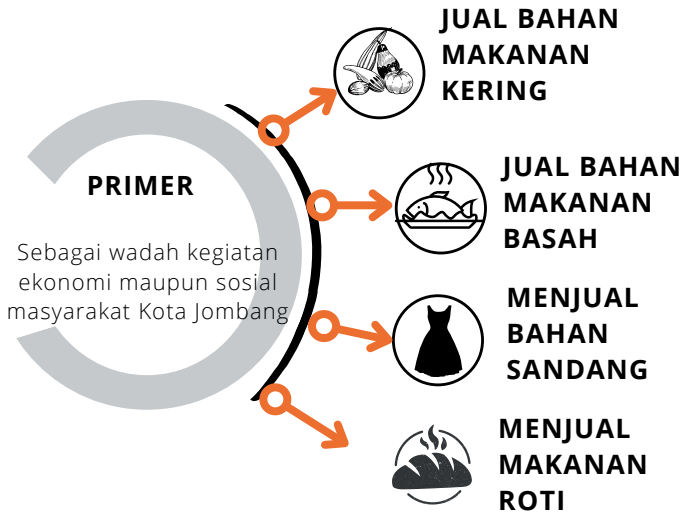 PRIMER
Sebagai wadah kegiatan
ekonomi maupun sosial
masyarakat Kota Jombang
JUAL BAHAN
MAKANAN
KERING
JUAL BAHAN
MAKANAN
BASAH
MENJUAL
BAHAN
SANDANG
MENJUAL
MAKANAN
ROTI